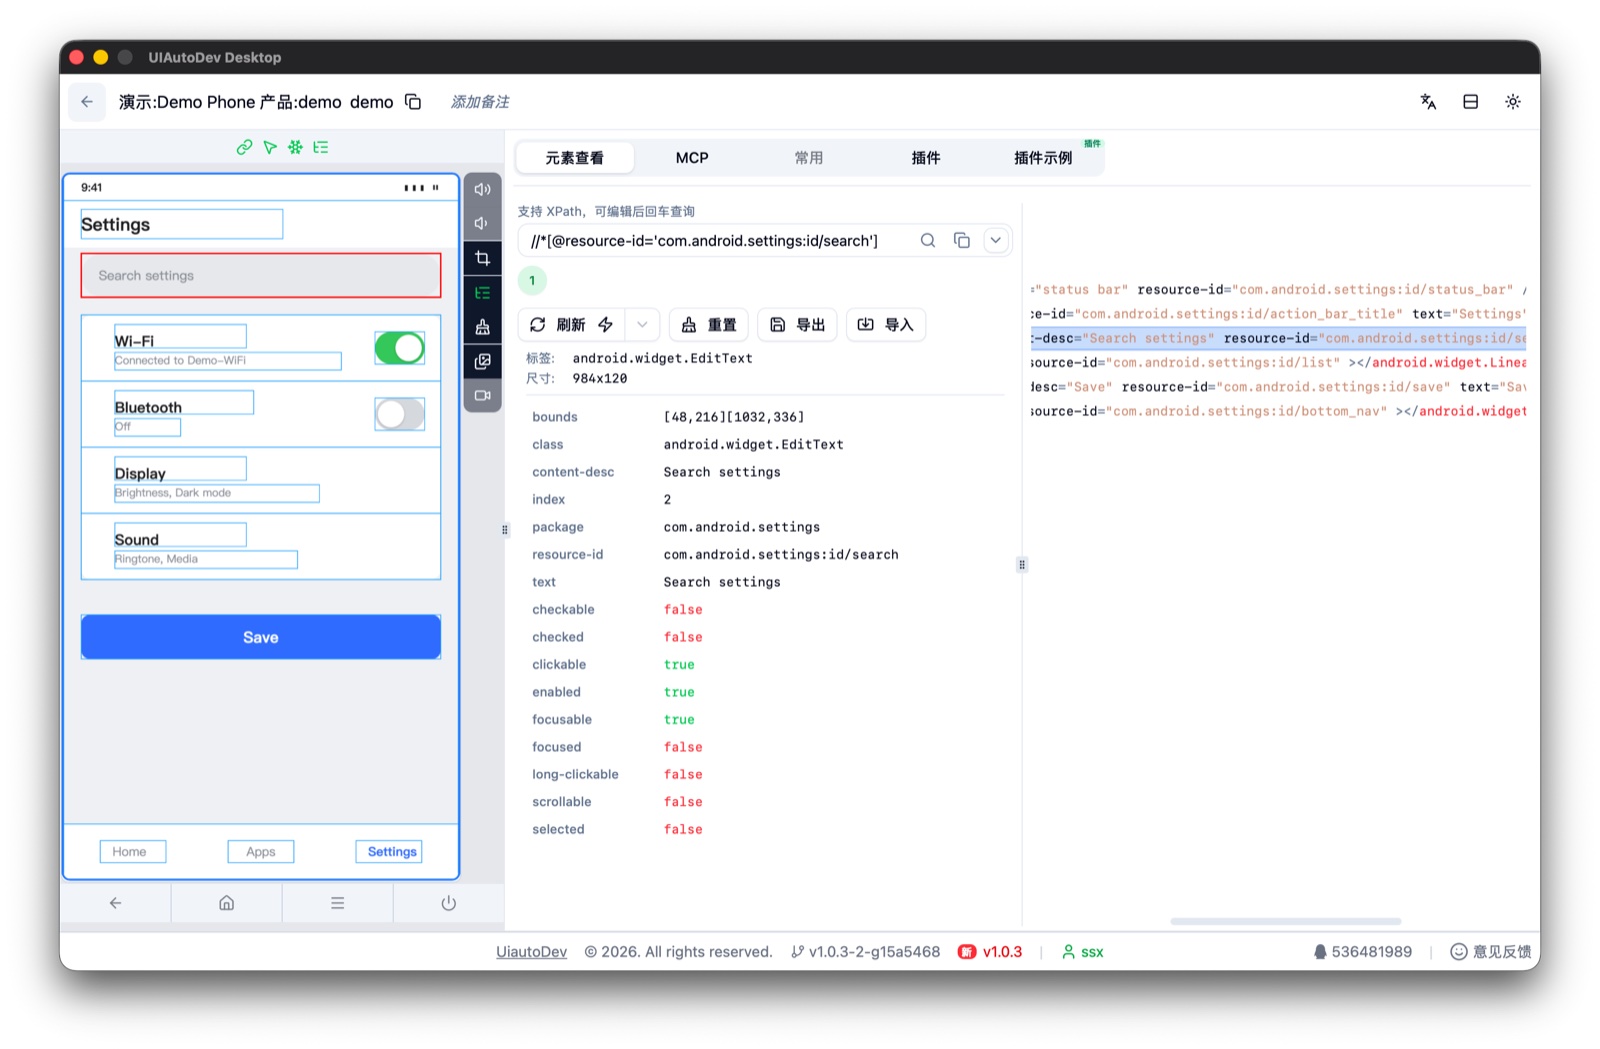 UIAutoDev Desktop
演示:Demo Phone 产品:demo demo
添加备注
9:41
Settings
Search settings
Wi-Fi
Connected to Demo-WiFi
Bluetooth
Off
Display
Brightness, Dark mode
Sound
Ringtone, Media
Save
Home Apps Settings
元素查看 MCP 常用 插件 插件示例 插件
支持 XPath，可编辑后回车查询
//*[@resource-id='com.android.settings:id/search']
1
刷新 重置 导出 导入
标签: android.widget.EditText
尺寸: 984x120
bounds [48,216][1032,336]
class android.widget.EditText
content-desc Search settings
index 2
package com.android.settings
resource-id com.android.settings:id/search
text Search settings
checkable false
checked false
clickable true
enabled true
focusable true
focused false
long-clickable false
scrollable false
selected false
="status bar" resource-id="com.android.settings:id/status_bar" /
ce-id="com.android.settings:id/action_bar_title" text="Settings"
t-desc="Search settings" resource-id="com.android.settings:id/se
source-id="com.android.settings:id/list" ></android.widget.Linea
desc="Save" resource-id="com.android.settings:id/save" text="Sav
source-id="com.android.settings:id/bottom_nav" ></android.widget
UiautoDev © 2026. All rights reserved. v1.0.3-2-g15a5468 新 v1.0.3 | ssx 536481989 | 意见反馈